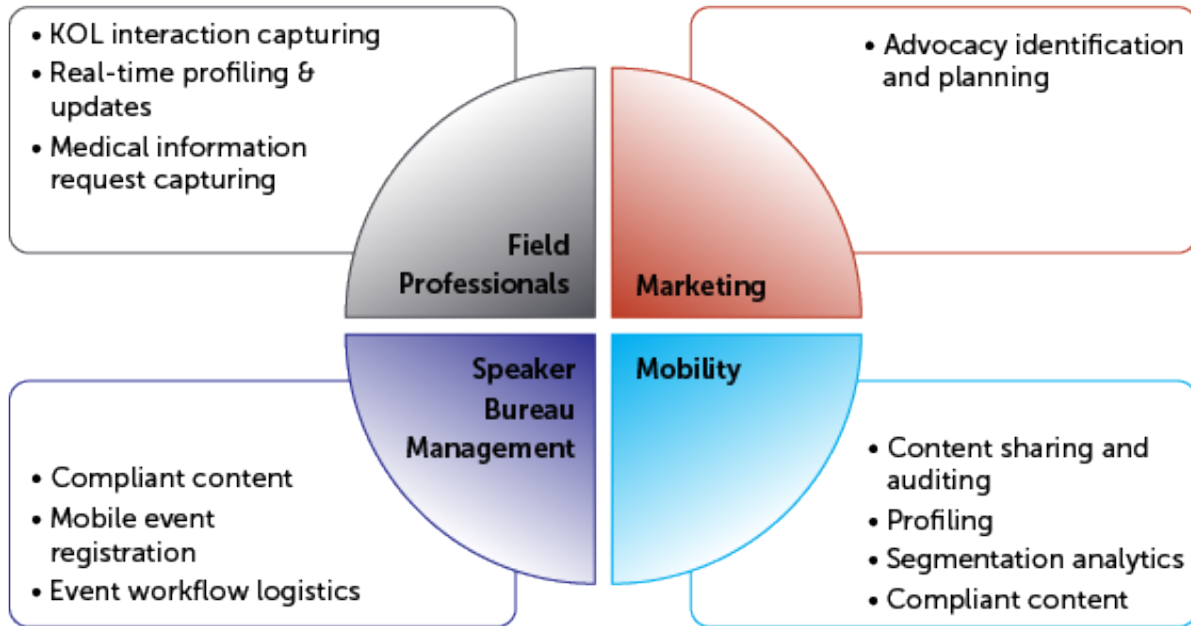 • KOL interaction capturing
• Real-time profiling &
updates
• Medical information
request capturing
• Advocacy identification
and planning
Field
Professionals
Marketing
Speaker
Bureau
Management
Mobility
• Compliant content
• Mobile event
registration
• Event workflow logistics
• Content sharing and
auditing
• Profiling
• Segmentation analytics
• Compliant content